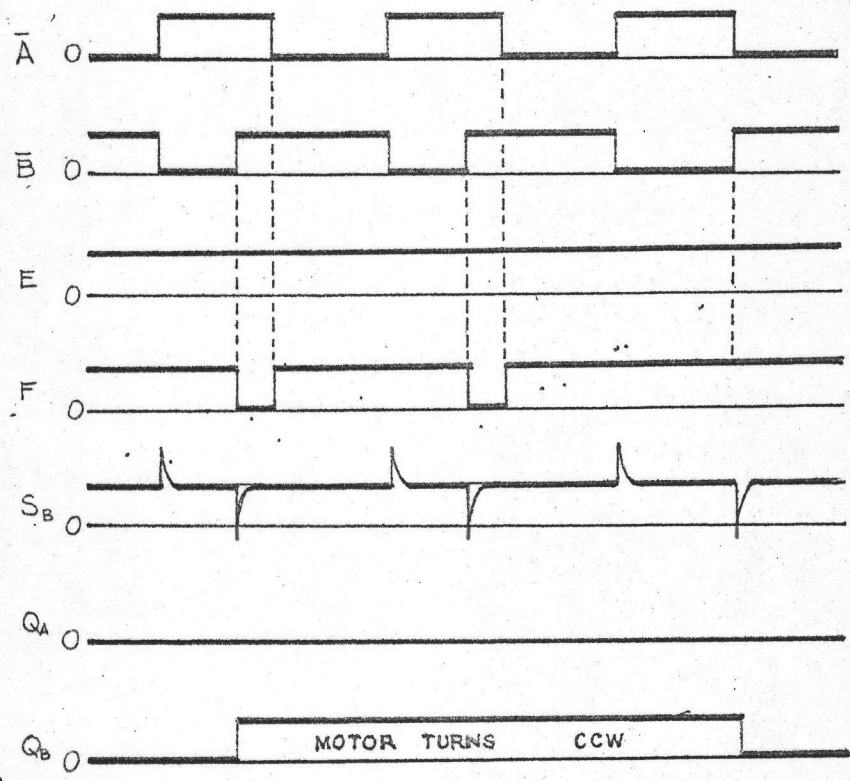 A̅ 0
B̅ 0
E 0
F 0
S_B 0
Q_A 0
Q_B 0 MOTOR TURNS CCW